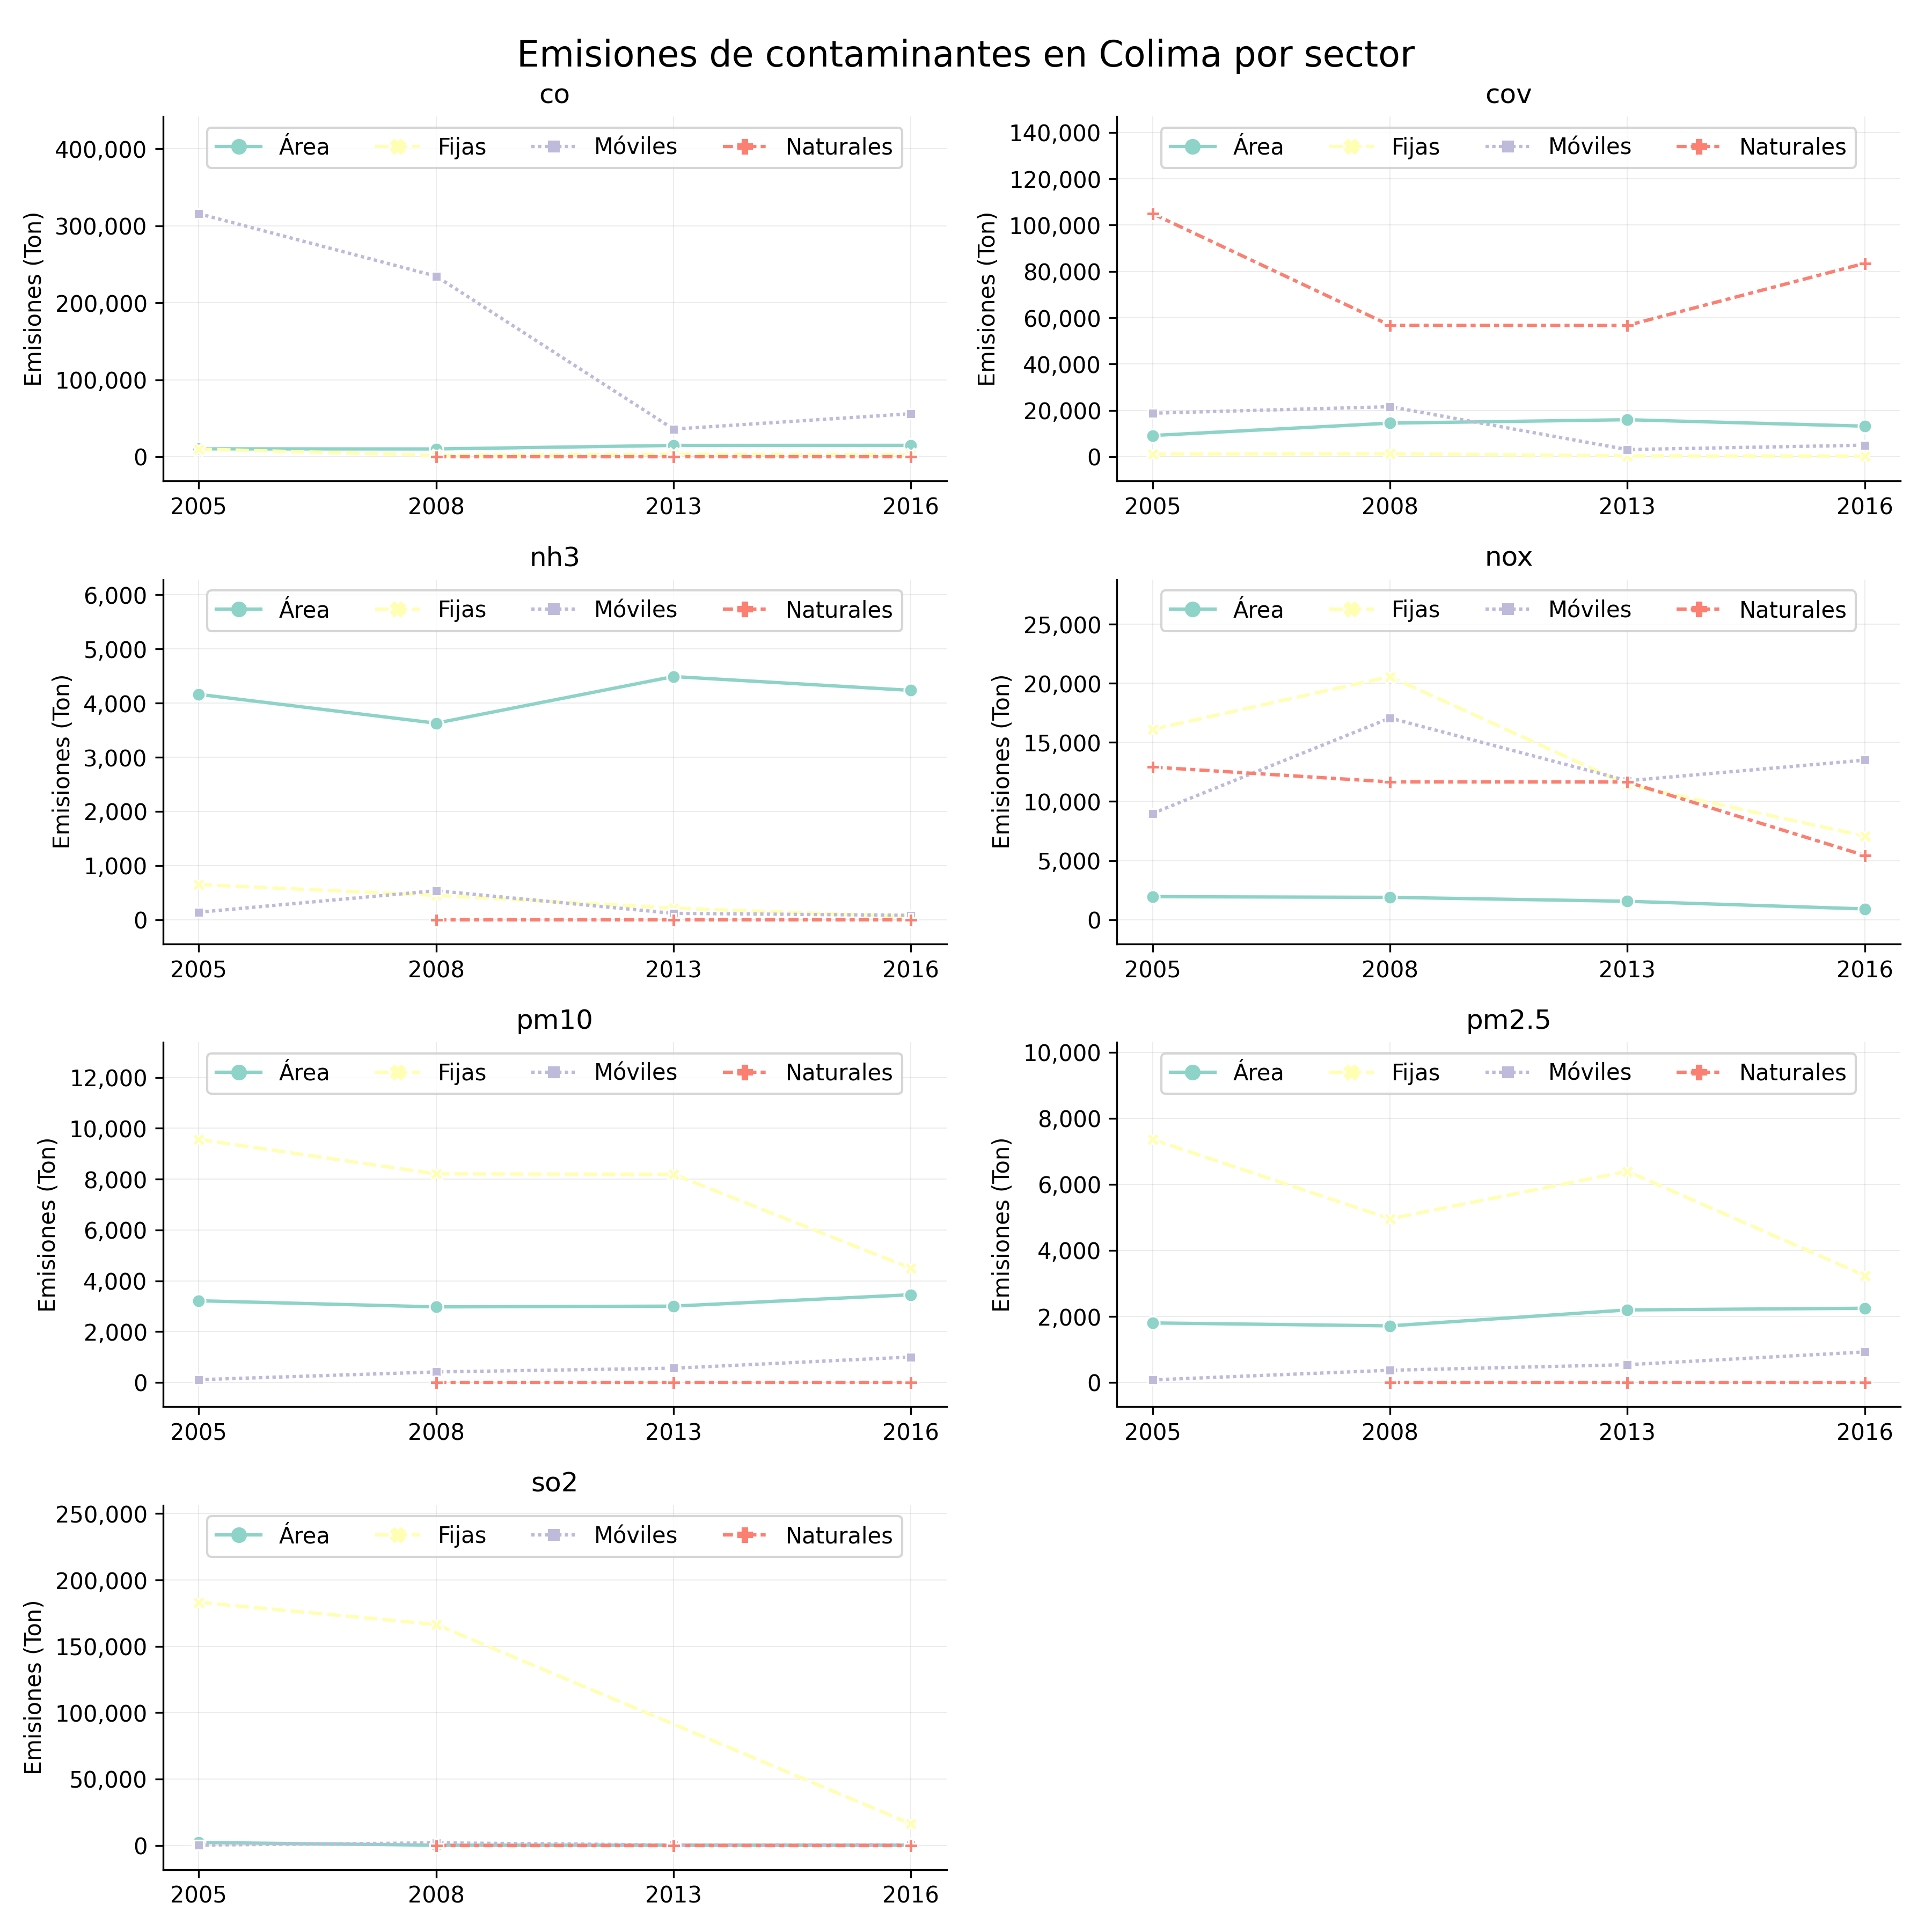 Emisiones de contaminantes en Colima por sector
co
Emisiones (Ton)
400,000
300,000
200,000
100,000
0
Área Fijas Móviles Naturales
2005 2008 2013 2016
cov
Emisiones (Ton)
140,000
120,000
100,000
80,000
60,000
40,000
20,000
0
Área Fijas Móviles Naturales
2005 2008 2013 2016
nh3
Emisiones (Ton)
6,000
5,000
4,000
3,000
2,000
1,000
0
Área Fijas Móviles Naturales
2005 2008 2013 2016
nox
Emisiones (Ton)
25,000
20,000
15,000
10,000
5,000
0
Área Fijas Móviles Naturales
2005 2008 2013 2016
pm10
Emisiones (Ton)
12,000
10,000
8,000
6,000
4,000
2,000
0
Área Fijas Móviles Naturales
2005 2008 2013 2016
pm2.5
Emisiones (Ton)
10,000
8,000
6,000
4,000
2,000
0
Área Fijas Móviles Naturales
2005 2008 2013 2016
so2
Emisiones (Ton)
250,000
200,000
150,000
100,000
50,000
0
Área Fijas Móviles Naturales
2005 2008 2013 2016